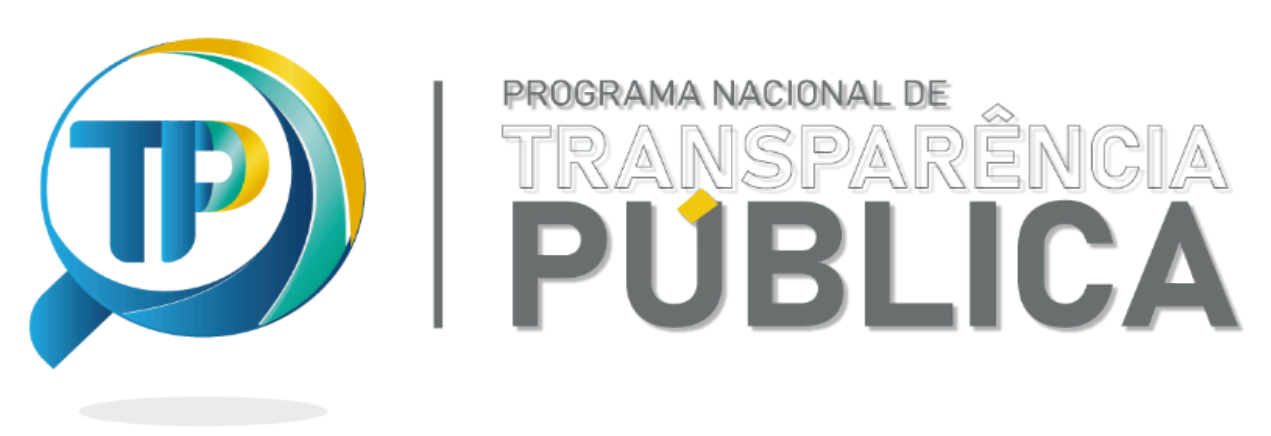 TP
PROGRAMA NACIONAL DE
TRANSPARÊNCIA
PÚBLICA